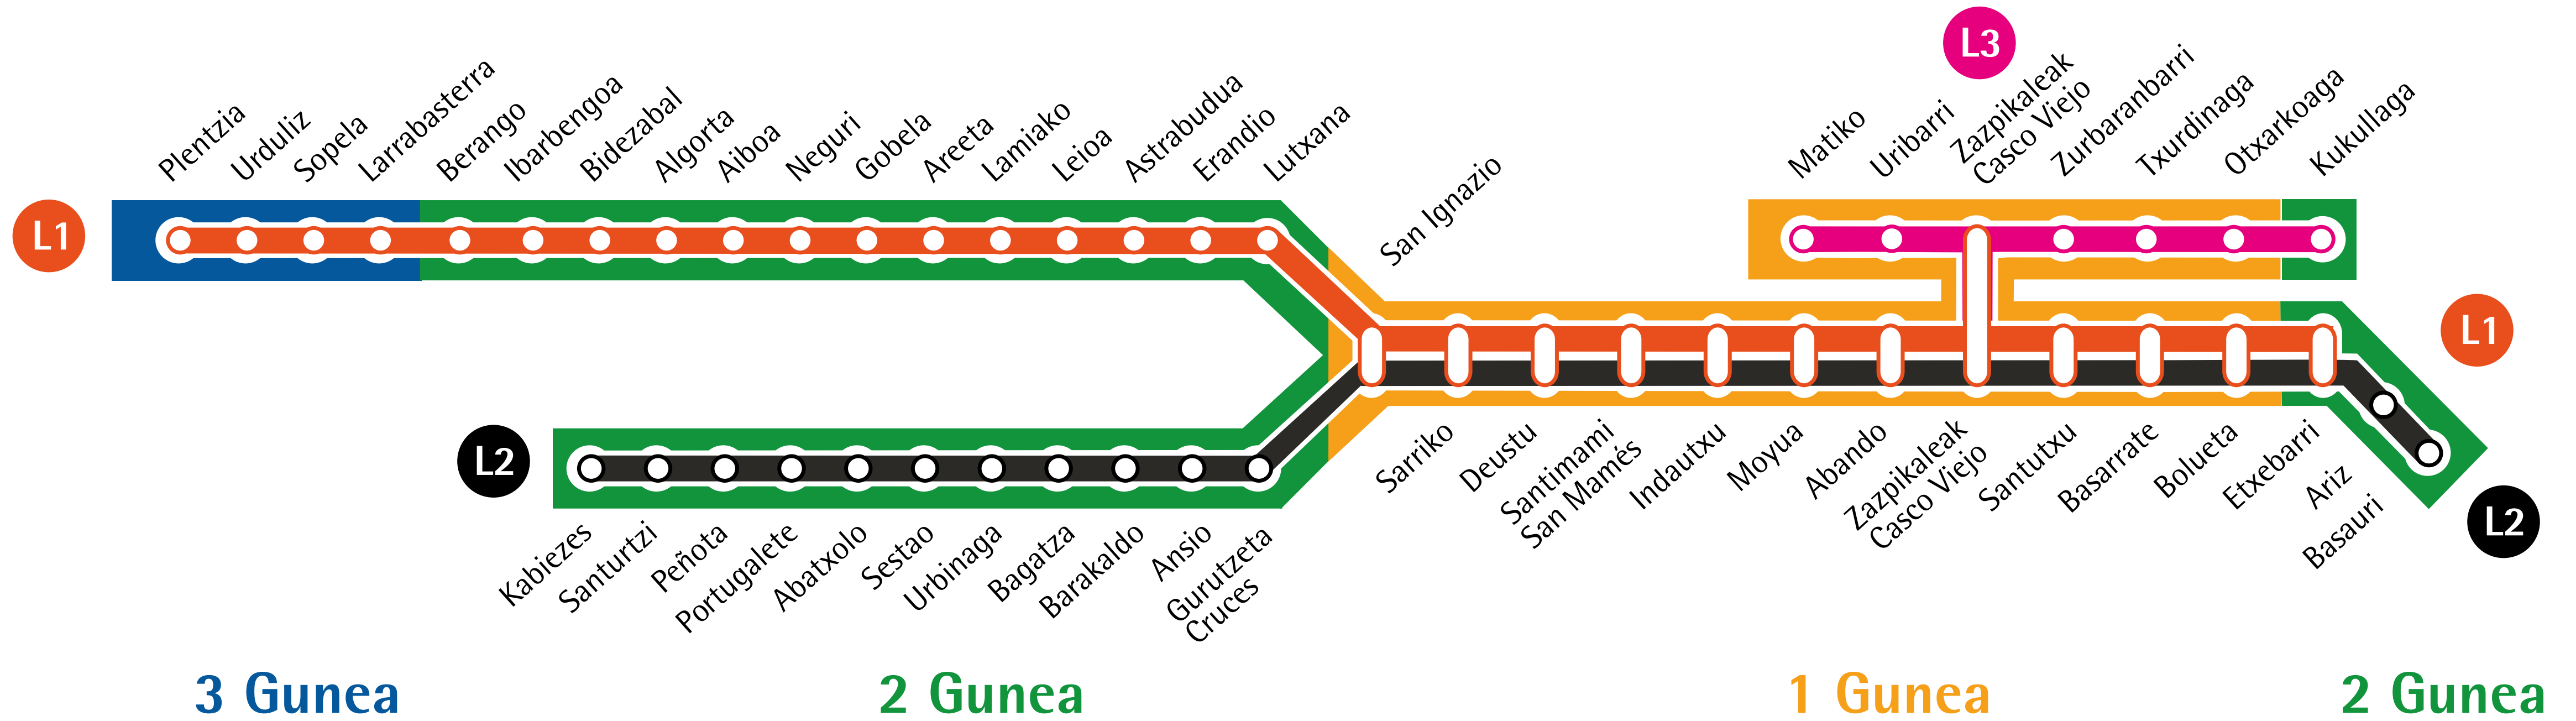 L3
Plentzia
Urduliz
Sopela
Larrabasterra
Berango
Ibarbengoa
Bidezabal
Algorta
Aiboa
Neguri
Gobela
Areeta
Lamiako
Leioa
Astrabudua
Erandio
Lutxana
San Ignazio
Matiko
Uribarri
Zazpikaleak
Casco Viejo
Zurbaranbarri
Txurdinaga
Otxarkoaga
Kukullaga
L1
L1
L2
Kabiezes
Santurtzi
Peñota
Portugalete
Abatxolo
Sestao
Urbinaga
Bagatza
Barakaldo
Ansio
Gurutzeta
Cruces
Sarriko
Deustu
Santimami
San Mamés
Indautxu
Moyua
Abando
Zazpikaleak
Casco Viejo
Santutxu
Basarrate
Bolueta
Etxebarri
Ariz
Basauri
L2
3 Gunea
2 Gunea
1 Gunea
2 Gunea